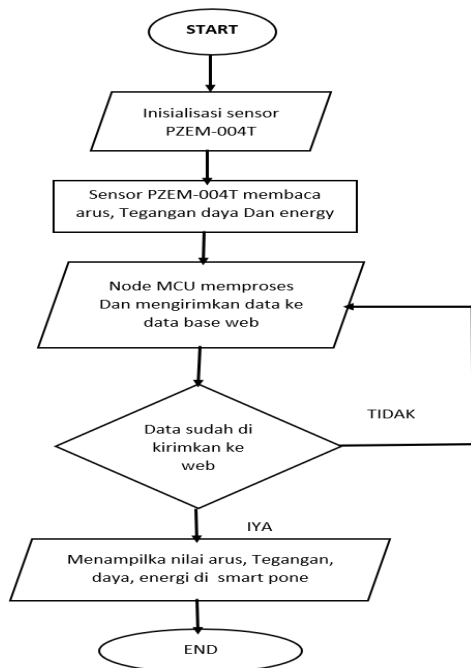 START
Inisialisasi sensor
PZEM-004T
Sensor PZEM-004T membaca
arus, Tegangan daya Dan energy
Node MCU memproses
Dan mengirimkan data ke
data base web
TIDAK
Data sudah di
kirimkan ke
web
IYA
Menampilka nilai arus, Tegangan,
daya, energi di smart pone
END